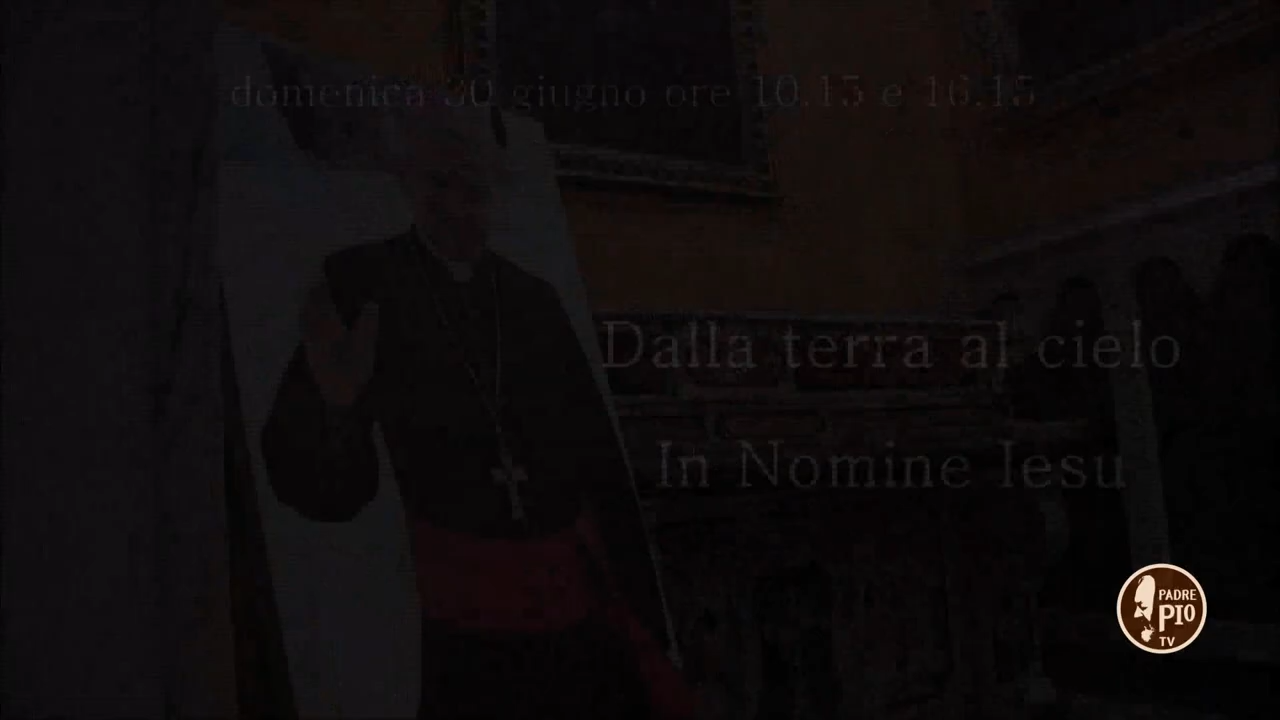 domenica 30 giugno ore 10.15 e 16.15
Dalla terra al cielo
In Nomine Iesu
PADRE
PIO
TV